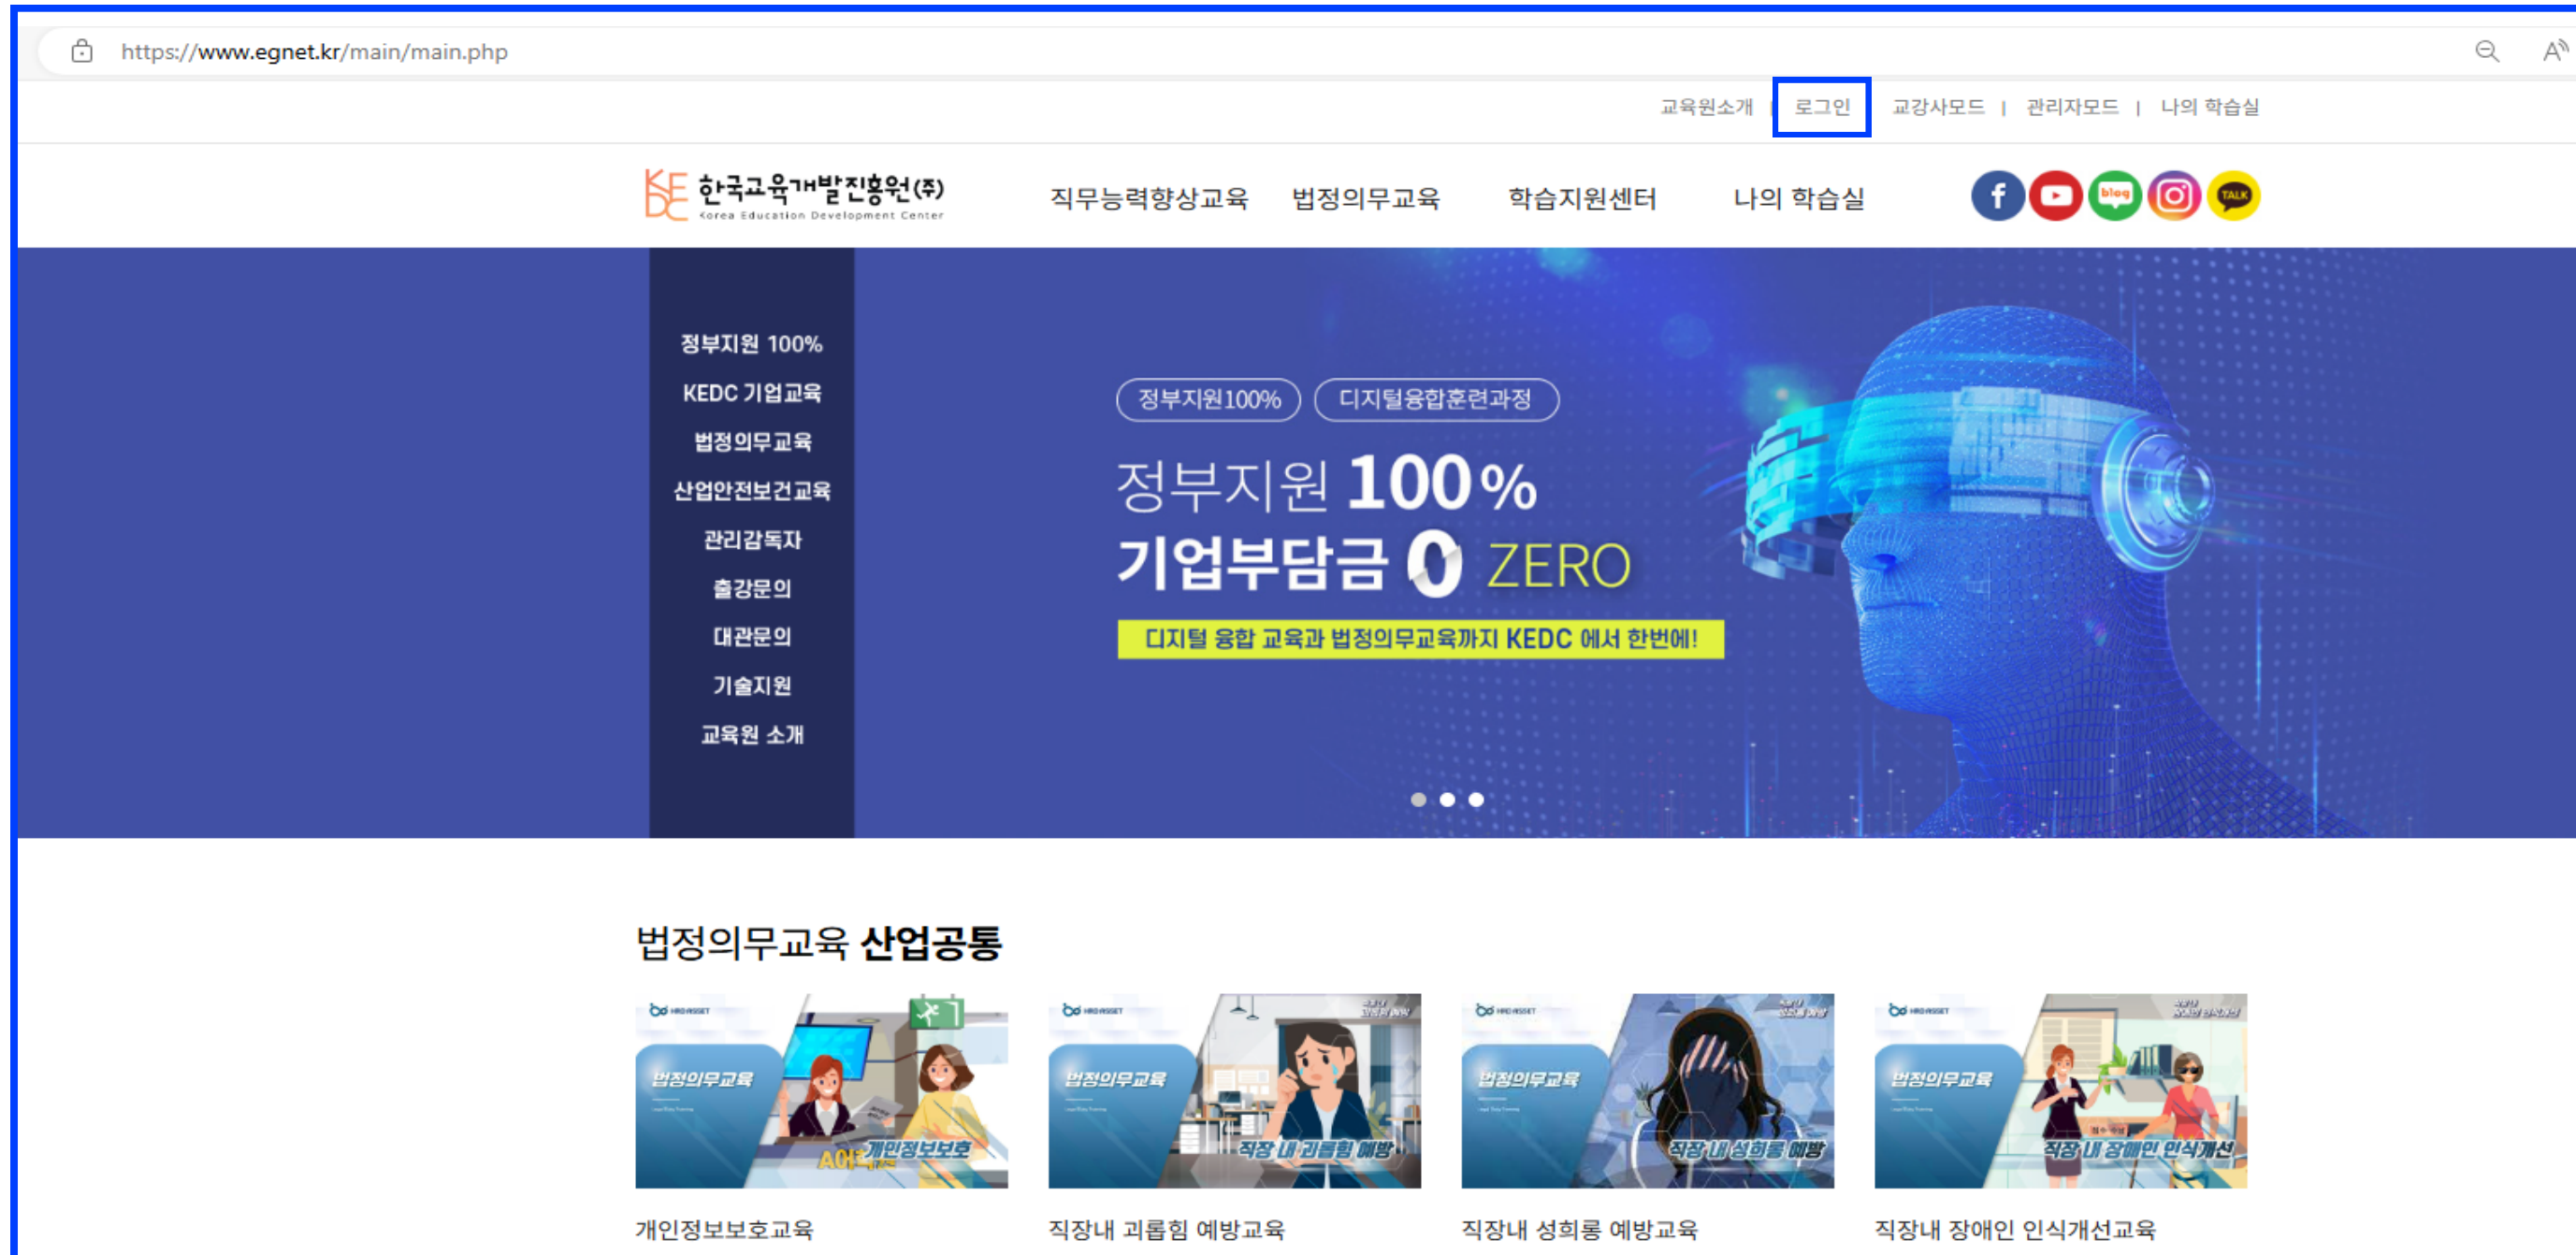 https://www.egnet.kr/main/main.php
교육원소개 | 로그인 교강사모드 | 관리자모드 | 나의 학습실
KEDC 한국교육개발진흥원(주)
Korea Education Development Center
직무능력향상교육 법정의무교육 학습지원센터 나의 학습실
blog TALK
정부지원 100%
KEDC 기업교육
법정의무교육
산업안전보건교육
관리감독자
출강문의
대관문의
기술지원
교육원 소개
정부지원100% 디지털융합훈련과정
정부지원 100%
기업부담금 0 ZERO
디지털 융합 교육과 법정의무교육까지 KEDC 에서 한번에!
법정의무교육 산업공통
HRD ASSET
법정의무교육
개인정보보호
개인정보보호교육
HRD ASSET
법정의무교육
직장 내 괴롭힘 예방
직장내 괴롭힘 예방교육
HRD ASSET
법정의무교육
직장 내 성희롱 예방
직장내 성희롱 예방교육
HRD ASSET
법정의무교육
직장 내 장애인 인식개선
직장내 장애인 인식개선교육